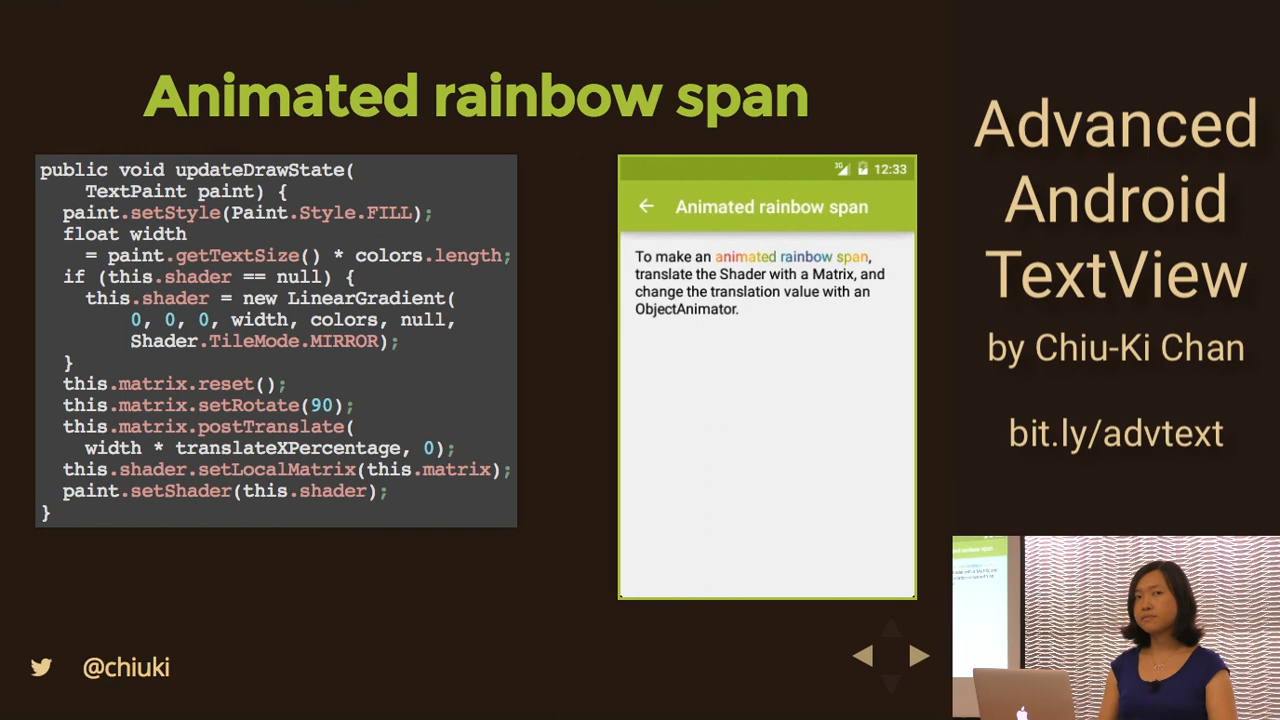 Animated rainbow span
public void updateDrawState(
TextPaint paint) {
paint.setStyle(Paint.Style.FILL);
float width
= paint.getTextSize() * colors.length;
if (this.shader == null) {
this.shader = new LinearGradient(
0, 0, 0, width, colors, null,
Shader.TileMode.MIRROR);
}
this.matrix.reset();
this.matrix.setRotate(90);
this.matrix.postTranslate(
width * translateXPercentage, 0);
this.shader.setLocalMatrix(this.matrix);
paint.setShader(this.shader);
}
3G 12:33
Animated rainbow span
To make an animated rainbow span,
translate the Shader with a Matrix, and
change the translation value with an
ObjectAnimator.
@chiuki
Advanced
Android
TextView
by Chiu-Ki Chan
bit.ly/advtext